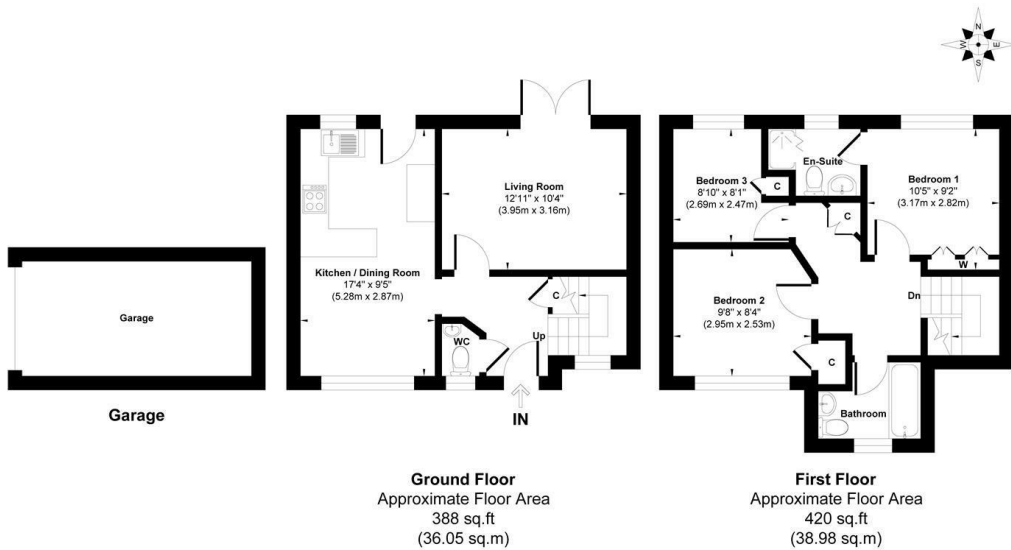 N
W
E
S
Living Room
12'11" x 10'4"
(3.95m x 3.16m)
Kitchen / Dining Room
17'4" x 9'5"
(5.28m x 2.87m)
C
Up
WC
IN
Garage
Garage
Bedroom 3
8'10" x 8'1"
(2.69m x 2.47m)
En-Suite
C
C
Bedroom 1
10'5" x 9'2"
(3.17m x 2.82m)
W
Dn
Bedroom 2
9'8" x 8'4"
(2.95m x 2.53m)
C
Bathroom
Ground Floor
Approximate Floor Area
388 sq.ft
(36.05 sq.m)
First Floor
Approximate Floor Area
420 sq.ft
(38.98 sq.m)